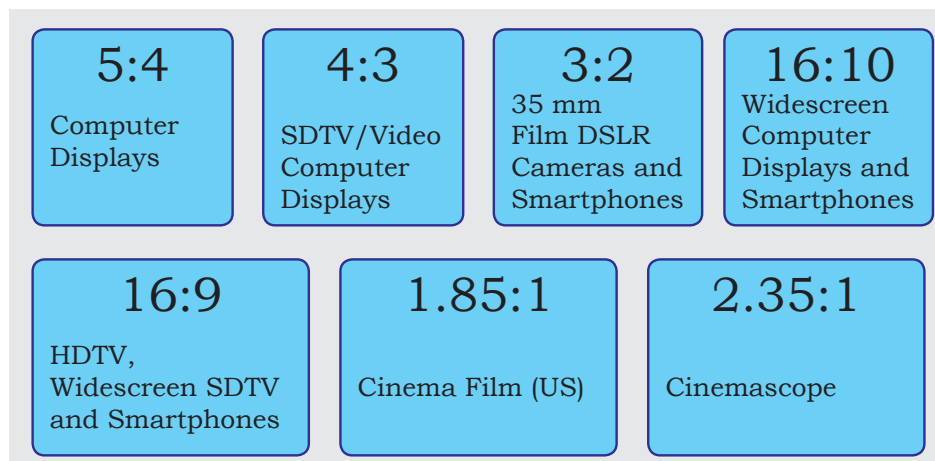 5:4
Computer
Displays
4:3
SDTV/Video
Computer
Displays
3:2
35 mm
Film DSLR
Cameras and
Smartphones
16:10
Widescreen
Computer
Displays and
Smartphones
16:9
HDTV,
Widescreen SDTV
and Smartphones
1.85:1
Cinema Film (US)
2.35:1
Cinemascope